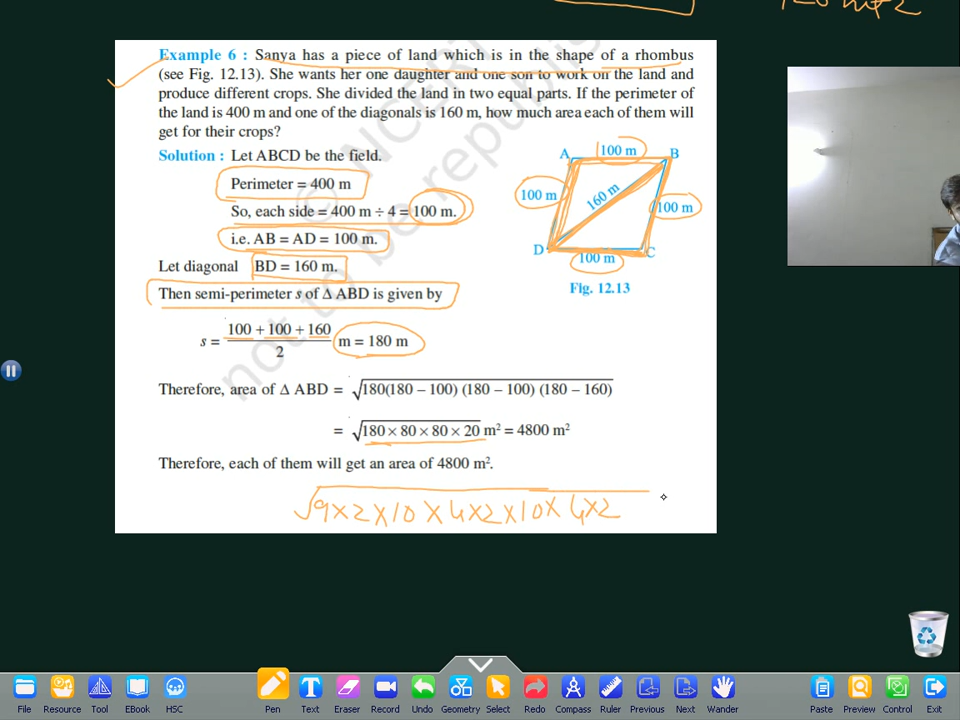 Example 6 : Sanya has a piece of land which is in the shape of a rhombus
(see Fig. 12.13). She wants her one daughter and one son to work on the land and
produce different crops. She divided the land in two equal parts. If the perimeter of
the land is 400 m and one of the diagonals is 160 m, how much area each of them will
get for their crops?
Solution : Let ABCD be the field.
Perimeter = 400 m
So, each side = 400 m ÷ 4 = 100 m.
i.e. AB = AD = 100 m.
Let diagonal BD = 160 m.
Then semi-perimeter s of Δ ABD is given by
s = (100 + 100 + 160)/2 m = 180 m
Therefore, area of Δ ABD = √180(180 – 100) (180 – 100) (180 – 160)
= √180 × 80 × 80 × 20 m² = 4800 m²
Therefore, each of them will get an area of 4800 m².
√9×2×10×4×2×10×4×2
A 100 m B
100 m 160 m 100 m
D 100 m C
Fig. 12.13
© NCERT
not to be republi
File Resource Tool EBook HSC Pen Text Eraser Record Undo Geometry Select Redo Compass Ruler Previous Next Wander Paste Preview Control Exit